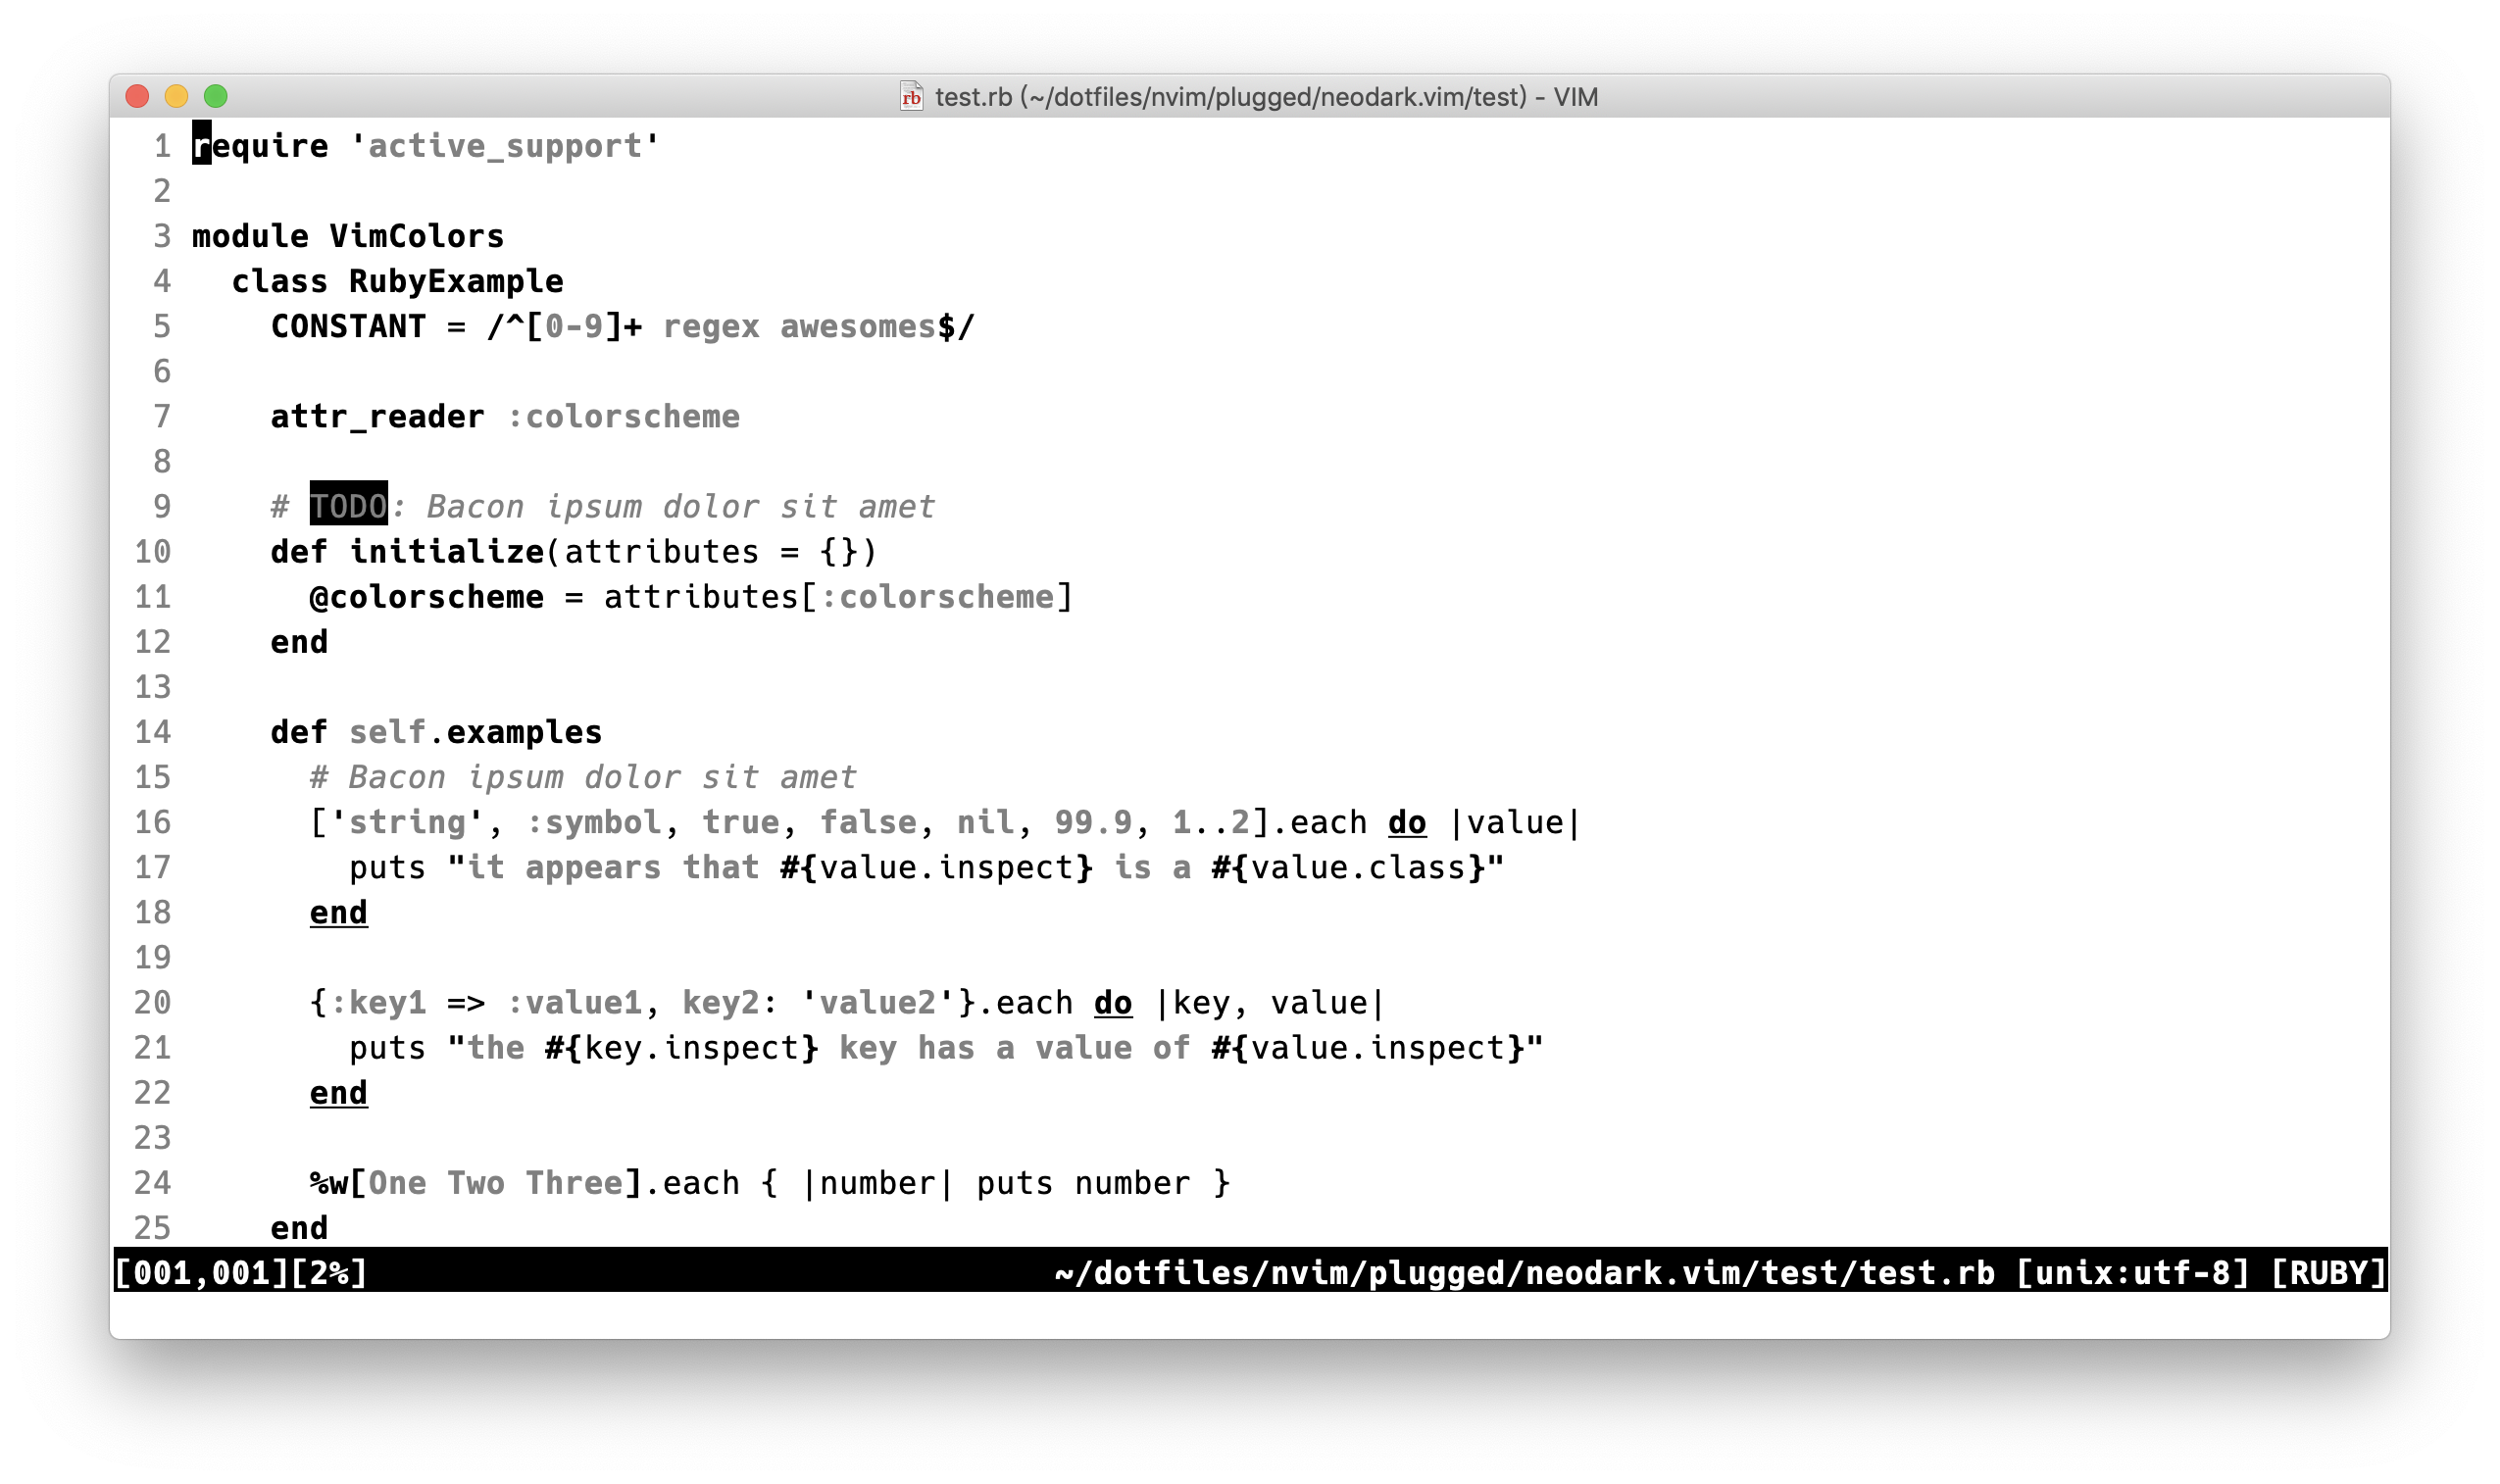 rb test.rb (~/dotfiles/nvim/plugged/neodark.vim/test) - VIM
1 require 'active_support'
2
3 module VimColors
4   class RubyExample
5     CONSTANT = /^[0-9]+ regex awesomes$/
6
7     attr_reader :colorscheme
8
9     # TODO: Bacon ipsum dolor sit amet
10     def initialize(attributes = {})
11       @colorscheme = attributes[:colorscheme]
12     end
13
14     def self.examples
15       # Bacon ipsum dolor sit amet
16       ['string', :symbol, true, false, nil, 99.9, 1..2].each do |value|
17         puts "it appears that #{value.inspect} is a #{value.class}"
18       end
19
20       {:key1 => :value1, key2: 'value2'}.each do |key, value|
21         puts "the #{key.inspect} key has a value of #{value.inspect}"
22       end
23
24       %w[One Two Three].each { |number| puts number }
25     end
[001,001][2%] ~/dotfiles/nvim/plugged/neodark.vim/test/test.rb [unix:utf-8] [RUBY]